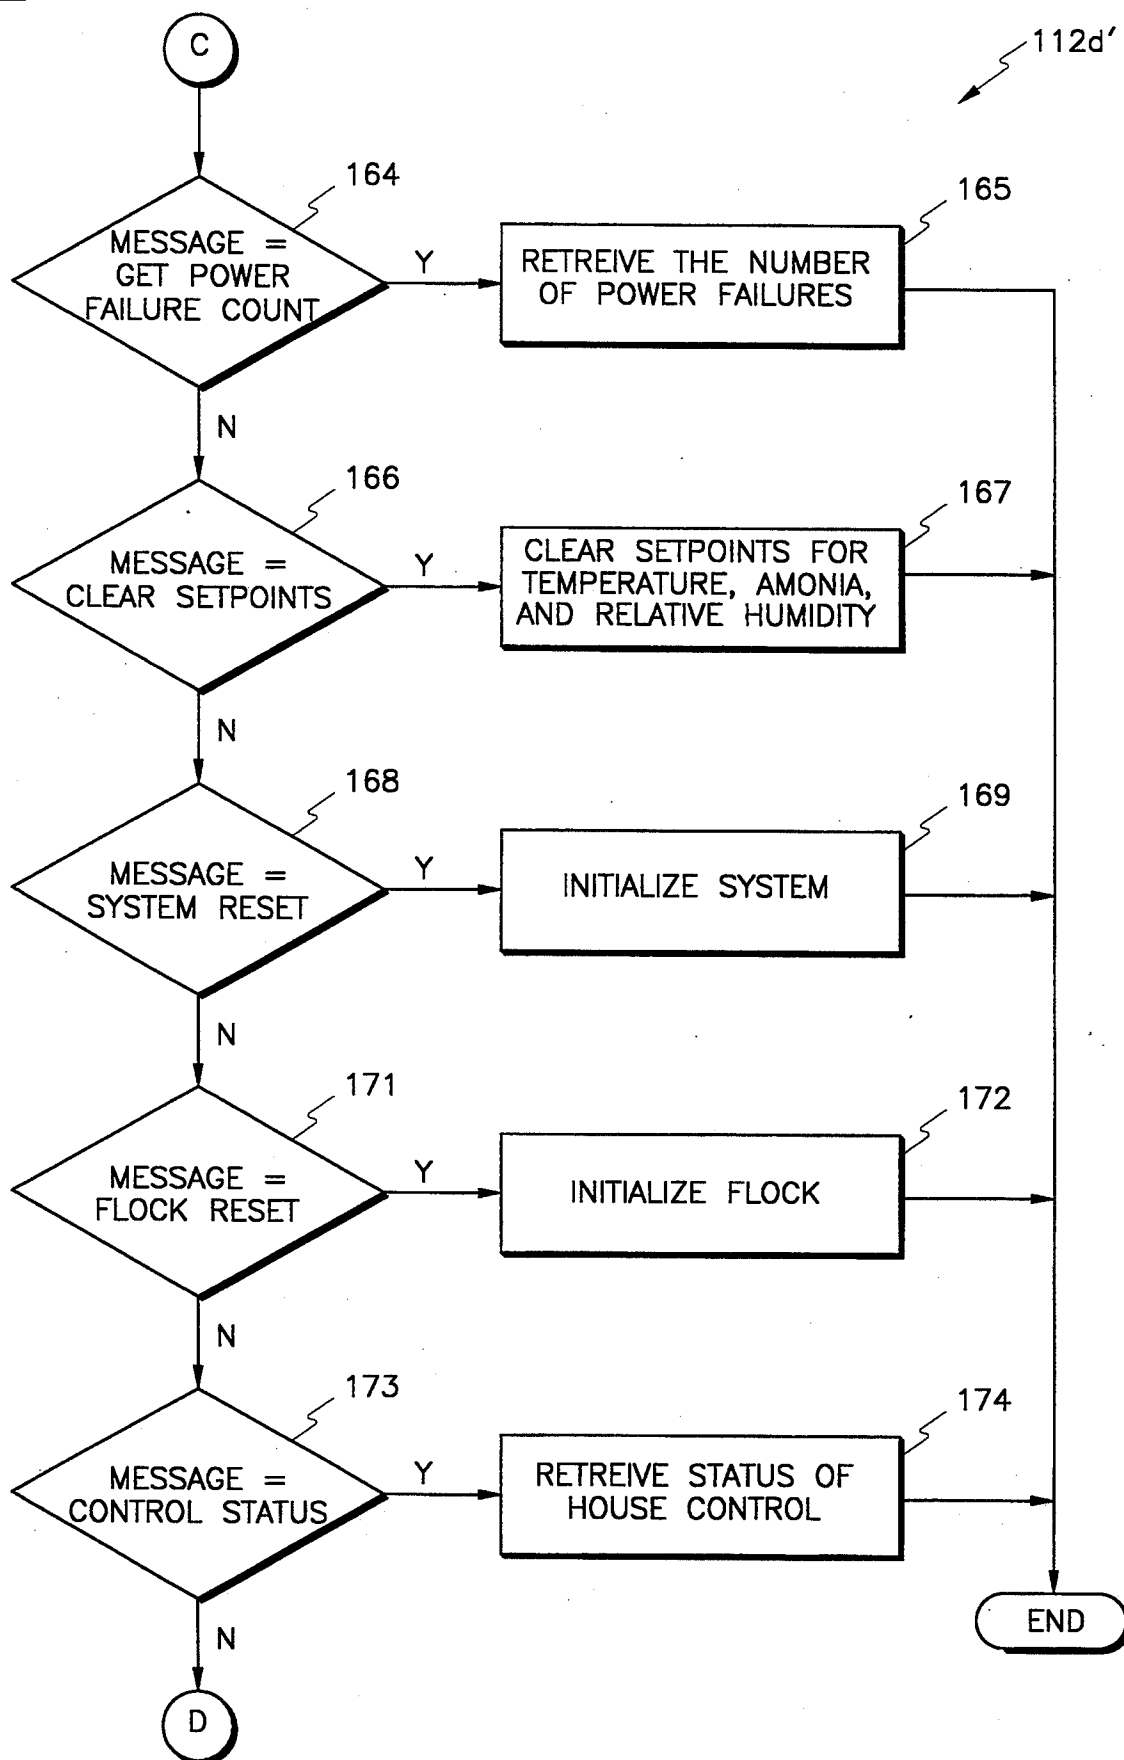 C
112d'
164
MESSAGE =
GET POWER
FAILURE COUNT
Y
165
RETREIVE THE NUMBER
OF POWER FAILURES
N
166
MESSAGE =
CLEAR SETPOINTS
Y
167
CLEAR SETPOINTS FOR
TEMPERATURE, AMONIA,
AND RELATIVE HUMIDITY
N
168
MESSAGE =
SYSTEM RESET
Y
169
INITIALIZE SYSTEM
N
171
MESSAGE =
FLOCK RESET
Y
172
INITIALIZE FLOCK
N
173
MESSAGE =
CONTROL STATUS
Y
174
RETREIVE STATUS OF
HOUSE CONTROL
N
END
D